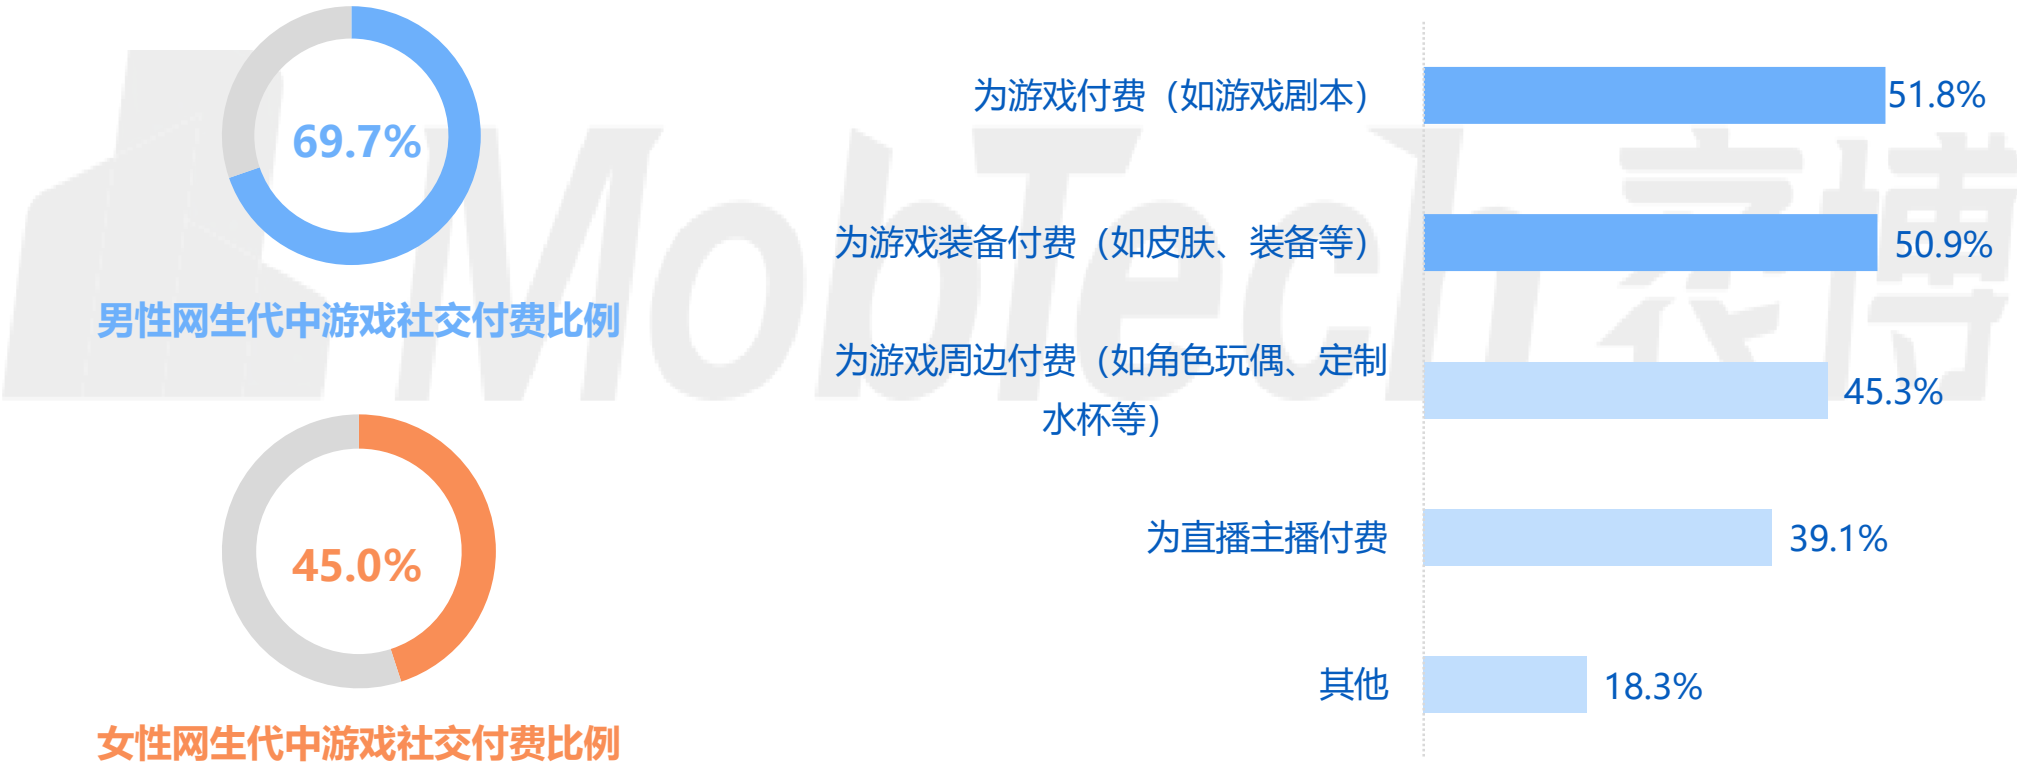 69.7%
男性网生代中游戏社交付费比例
45.0%
女性网生代中游戏社交付费比例
为游戏付费（如游戏剧本）
51.8%
为游戏装备付费（如皮肤、装备等）
50.9%
为游戏周边付费（如角色玩偶、定制
水杯等）
45.3%
为直播主播付费
39.1%
其他
18.3%
MobTech 袤博